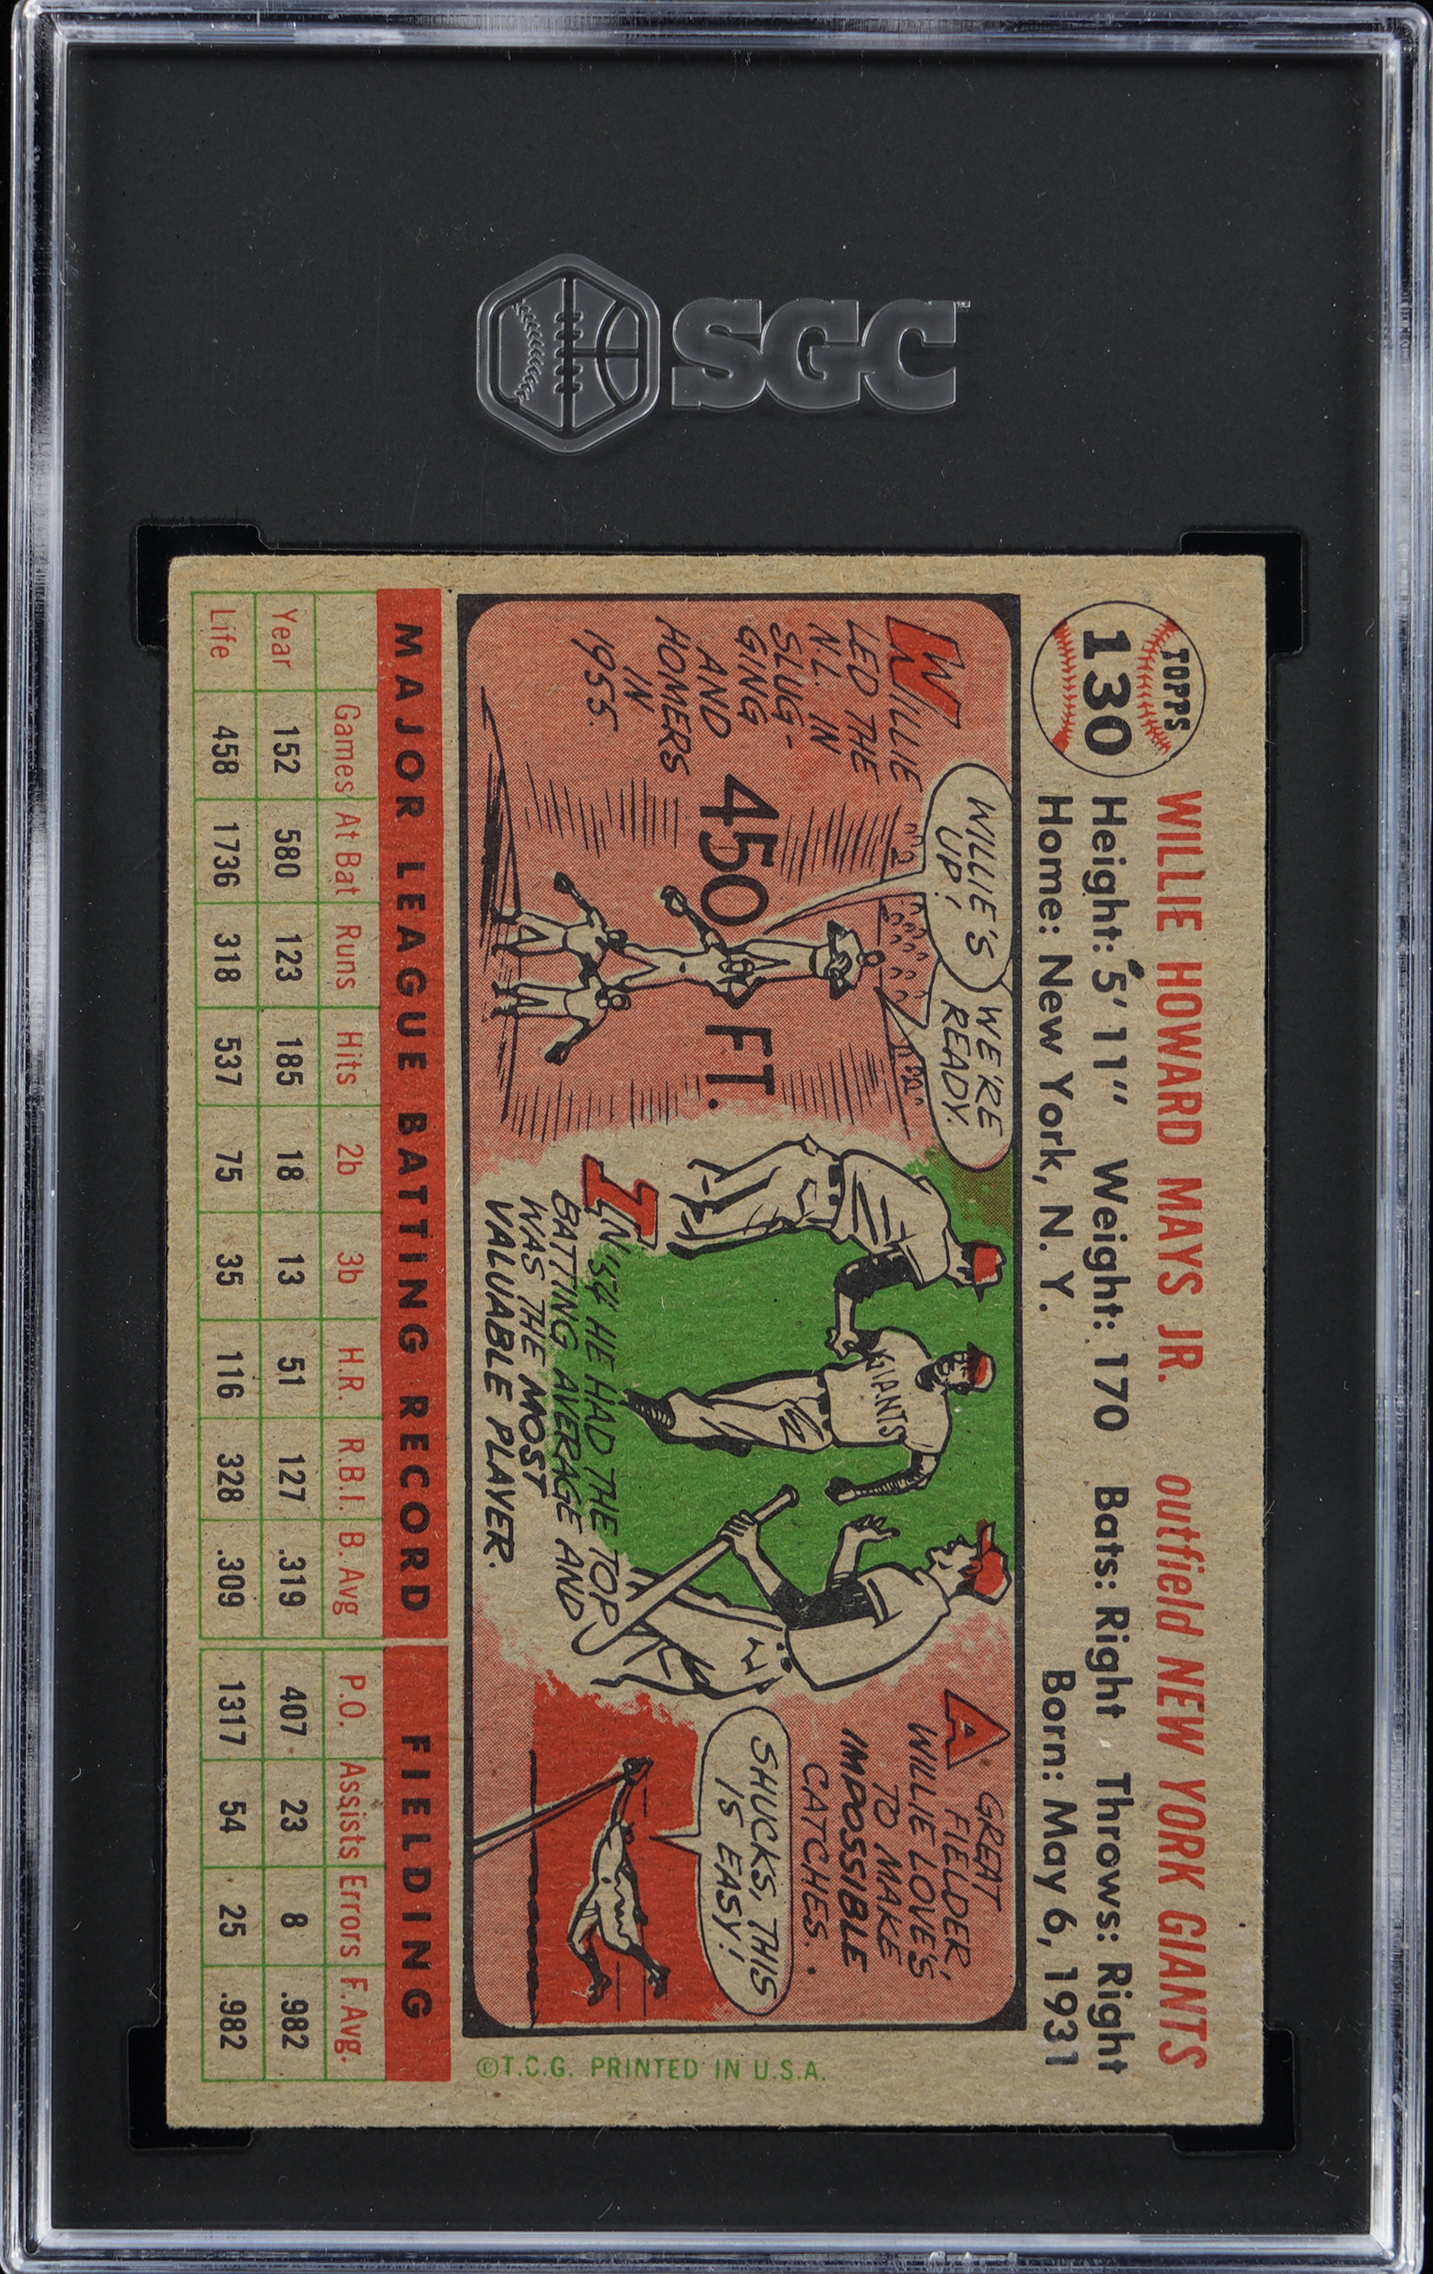 SGC
TOPPS
130
WILLIE HOWARD MAYS JR. outfield NEW YORK GIANTS
Height: 5' 11" Weight: 170 Bats: Right Throws: Right
Home: New York, N. Y. Born: May 6, 1931
WILLIE
LED THE
N.L. IN
SLUG-
GING
AND
HOMERS
IN
1955.
WILLIE'S
UP!
WE'RE
READY.
450 FT.
GIANTS
IN '54 HE HAD THE TOP
BATTING AVERAGE AND
WAS THE MOST
VALUABLE PLAYER.
A GREAT
FIELDER,
WILLIE LOVE'S
TO MAKE
IMPOSSIBLE
CATCHES.
SHUCKS, THIS
IS EASY!
©T.C.G. PRINTED IN U.S.A.
MAJOR LEAGUE BATTING RECORD FIELDING
Games At Bat Runs Hits 2b 3b H.R. R.B.I. B. Avg P.O. Assists Errors F. Avg.
Year 152 580 123 185 18 13 51 127 .319 407 23 8 .982
Life 458 1736 318 537 75 35 116 328 .309 1317 54 25 .982